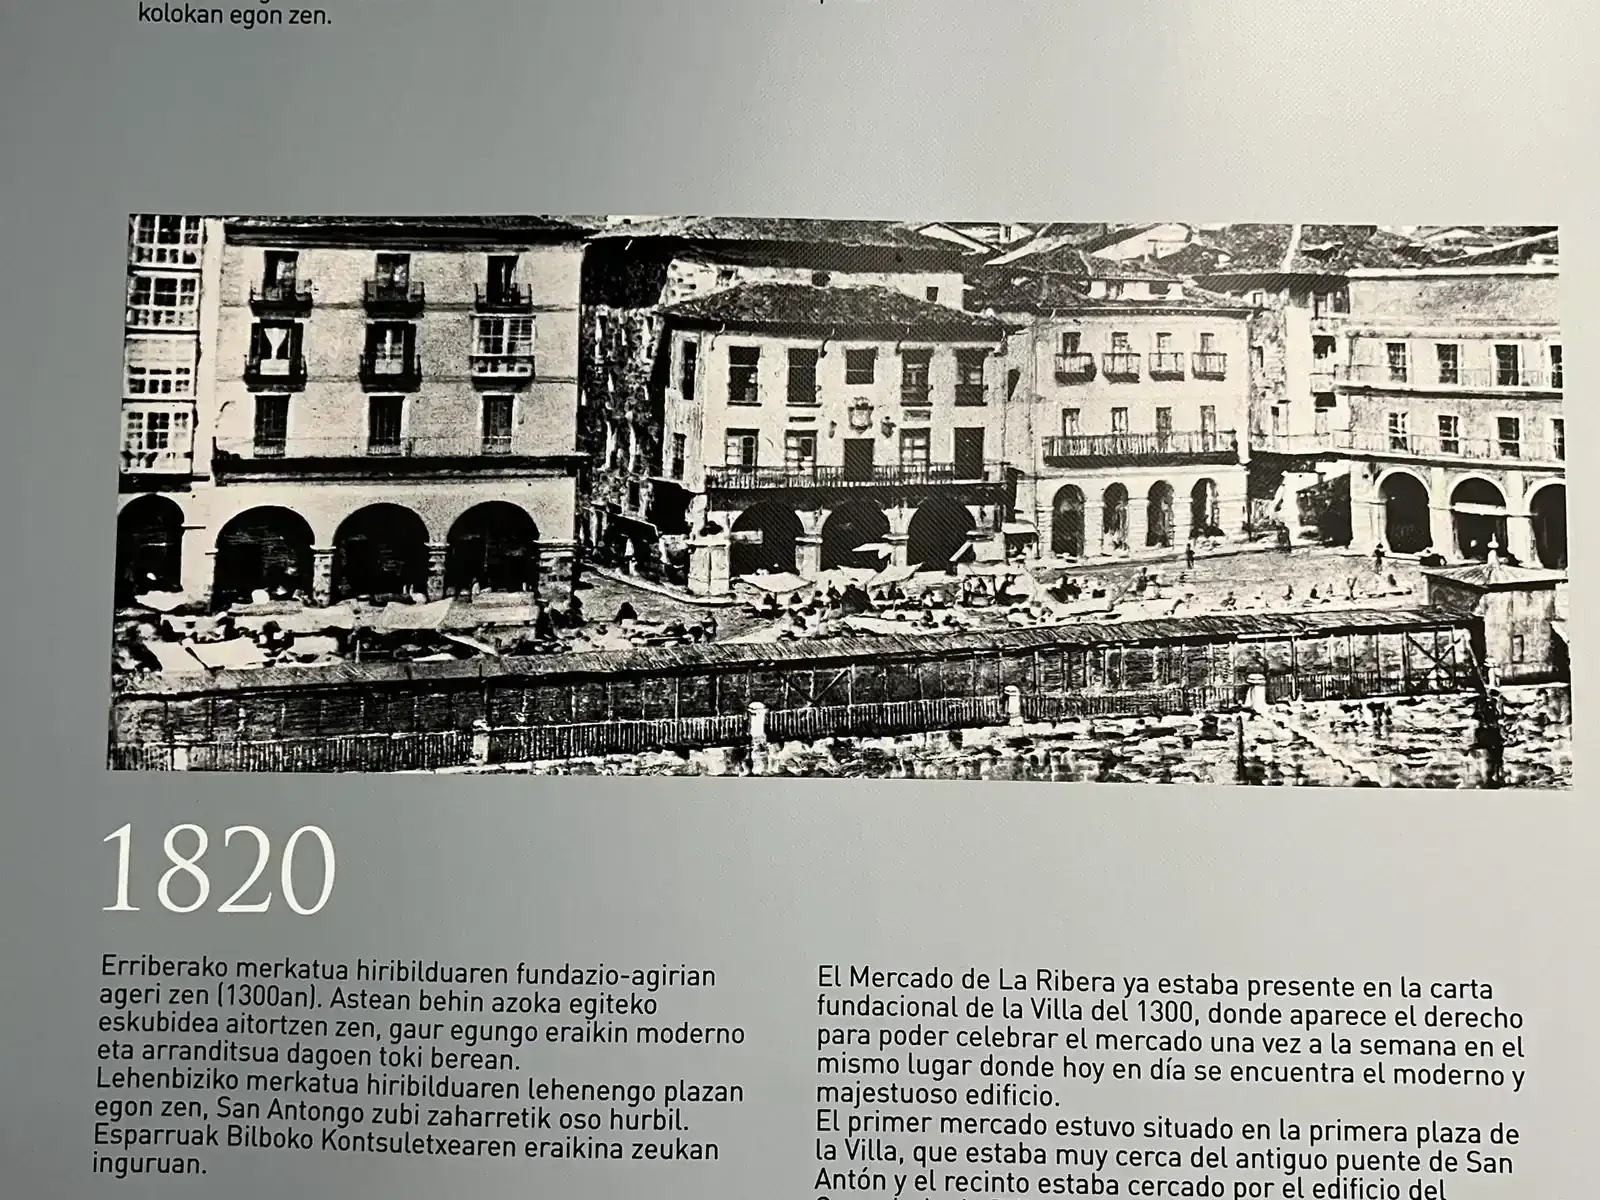 kolokan egon zen.
1820
Erriberako merkatua hiribilduaren fundazio-agirian
ageri zen (1300an). Astean behin azoka egiteko
eskubidea aitortzen zen, gaur egungo eraikin moderno
eta arranditsua dagoen toki berean.
Lehenbiziko merkatua hiribilduaren lehenengo plazan
egon zen, San Antongo zubi zaharretik oso hurbil.
Esparruak Bilboko Kontsuletxearen eraikina zeukan
inguruan.
El Mercado de La Ribera ya estaba presente en la carta
fundacional de la Villa del 1300, donde aparece el derecho
para poder celebrar el mercado una vez a la semana en el
mismo lugar donde hoy en día se encuentra el moderno y
majestuoso edificio.
El primer mercado estuvo situado en la primera plaza de
la Villa, que estaba muy cerca del antiguo puente de San
Antón y el recinto estaba cercado por el edificio del